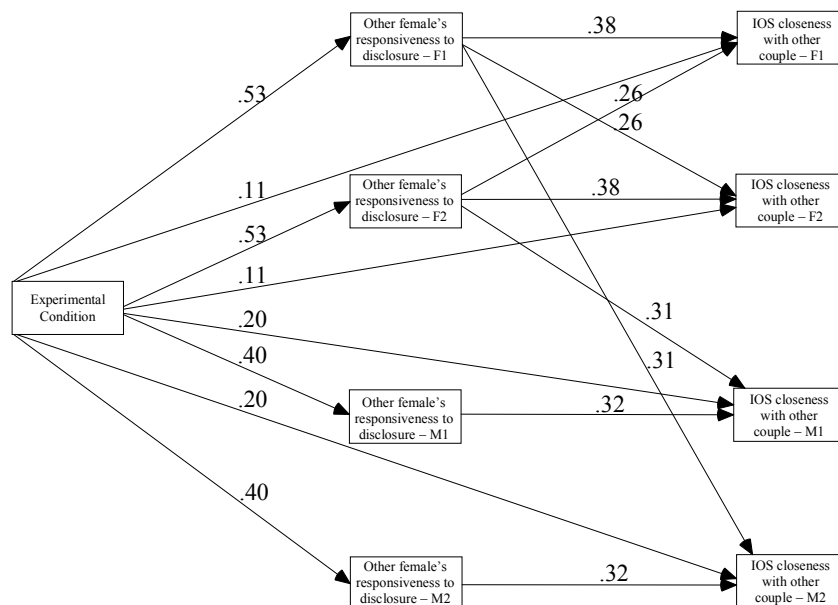 Other female's
responsiveness to
disclosure – F1
.38
IOS closeness
with other
couple – F1
.53
.26
.26
.11
Other female's
responsiveness to
disclosure – F2
.38
IOS closeness
with other
couple – F2
.53
.11
Experimental
Condition
.20
.31
.40
.31
.20
Other female's
responsiveness to
disclosure – M1
.32
IOS closeness
with other
couple – M1
.40
Other female's
responsiveness to
disclosure – M2
.32
IOS closeness
with other
couple – M2